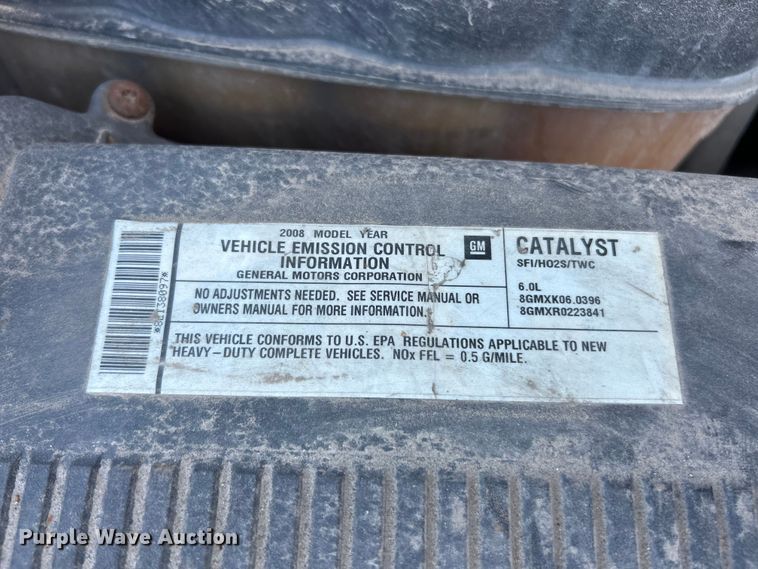 2008 MODEL YEAR
VEHICLE EMISSION CONTROL
INFORMATION
GENERAL MOTORS CORPORATION
GM
CATALYST
SFI/HO2S/TWC
6.0L
8GMXK06.0396
8GMXR0223841
NO ADJUSTMENTS NEEDED. SEE SERVICE MANUAL OR
OWNERS MANUAL FOR MORE INFORMATION.
THIS VEHICLE CONFORMS TO U.S. EPA REGULATIONS APPLICABLE TO NEW
HEAVY-DUTY COMPLETE VEHICLES. NOx FFL = 0.5 G/MILE.
Purple Wave Auction